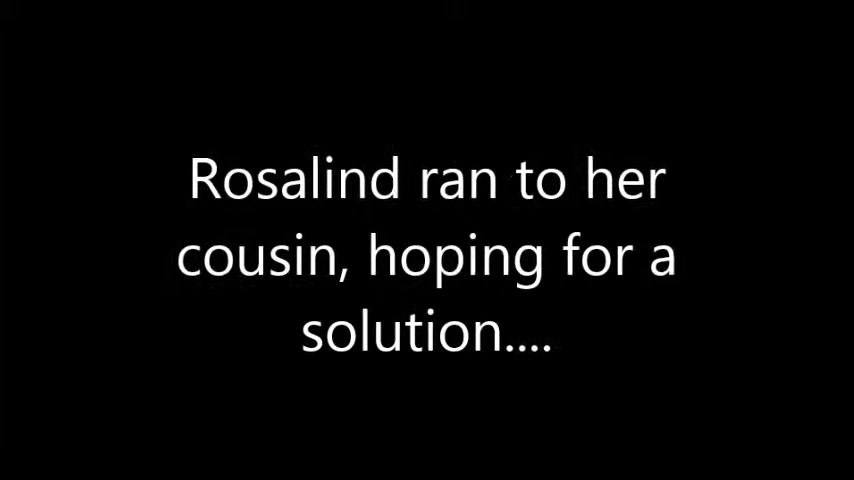 Rosalind ran to her
cousin, hoping for a
solution....